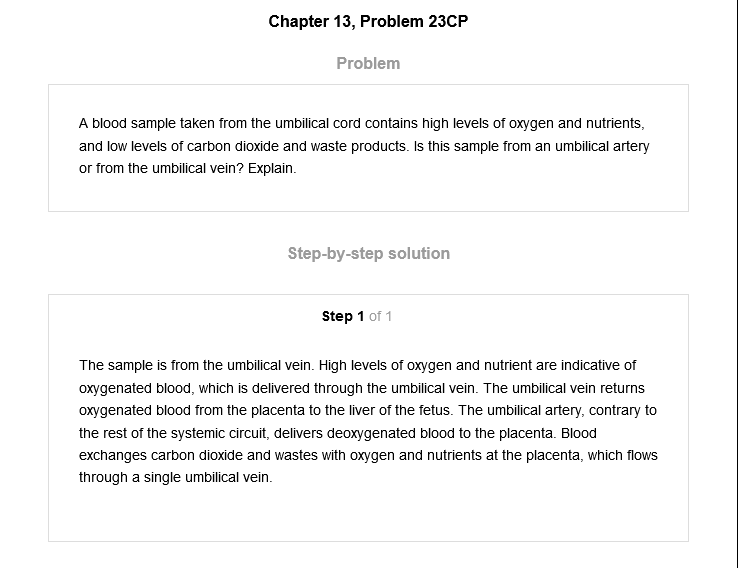 Chapter 13, Problem 23CP
Problem
A blood sample taken from the umbilical cord contains high levels of oxygen and nutrients,
and low levels of carbon dioxide and waste products. Is this sample from an umbilical artery
or from the umbilical vein? Explain.
Step-by-step solution
Step 1 of 1
The sample is from the umbilical vein. High levels of oxygen and nutrient are indicative of
oxygenated blood, which is delivered through the umbilical vein. The umbilical vein returns
oxygenated blood from the placenta to the liver of the fetus. The umbilical artery, contrary to
the rest of the systemic circuit, delivers deoxygenated blood to the placenta. Blood
exchanges carbon dioxide and wastes with oxygen and nutrients at the placenta, which flows
through a single umbilical vein.